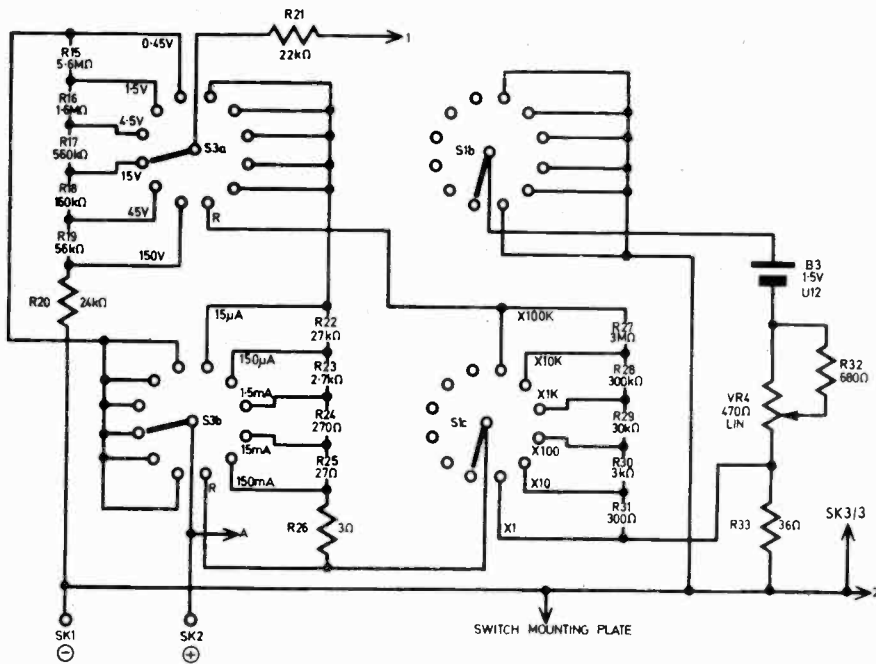 R21
22kΩ
1
0·45V
R15
5·6MΩ
1·5V
R16
1·6MΩ
4·5V
R17
560kΩ
S3a
15V
R18
160kΩ
45V
R
R19
56kΩ
150V
R20
24kΩ
S1b
B3
1·5V
U12
15µA
R22
27kΩ
150µA
R23
2·7kΩ
1·5mA
R24
270Ω
S3b
15mA
R25
27Ω
150mA
R
R26
3Ω
A
X100K
R27
3MΩ
X10K
R28
300kΩ
X1K
R29
30kΩ
S1c
X100
R30
3kΩ
X10
R31
300Ω
X1
R32
680Ω
VR4
470Ω
LIN
R33
36Ω
SK3/3
2
SK1
⊖
SK2
⊕
SWITCH MOUNTING PLATE